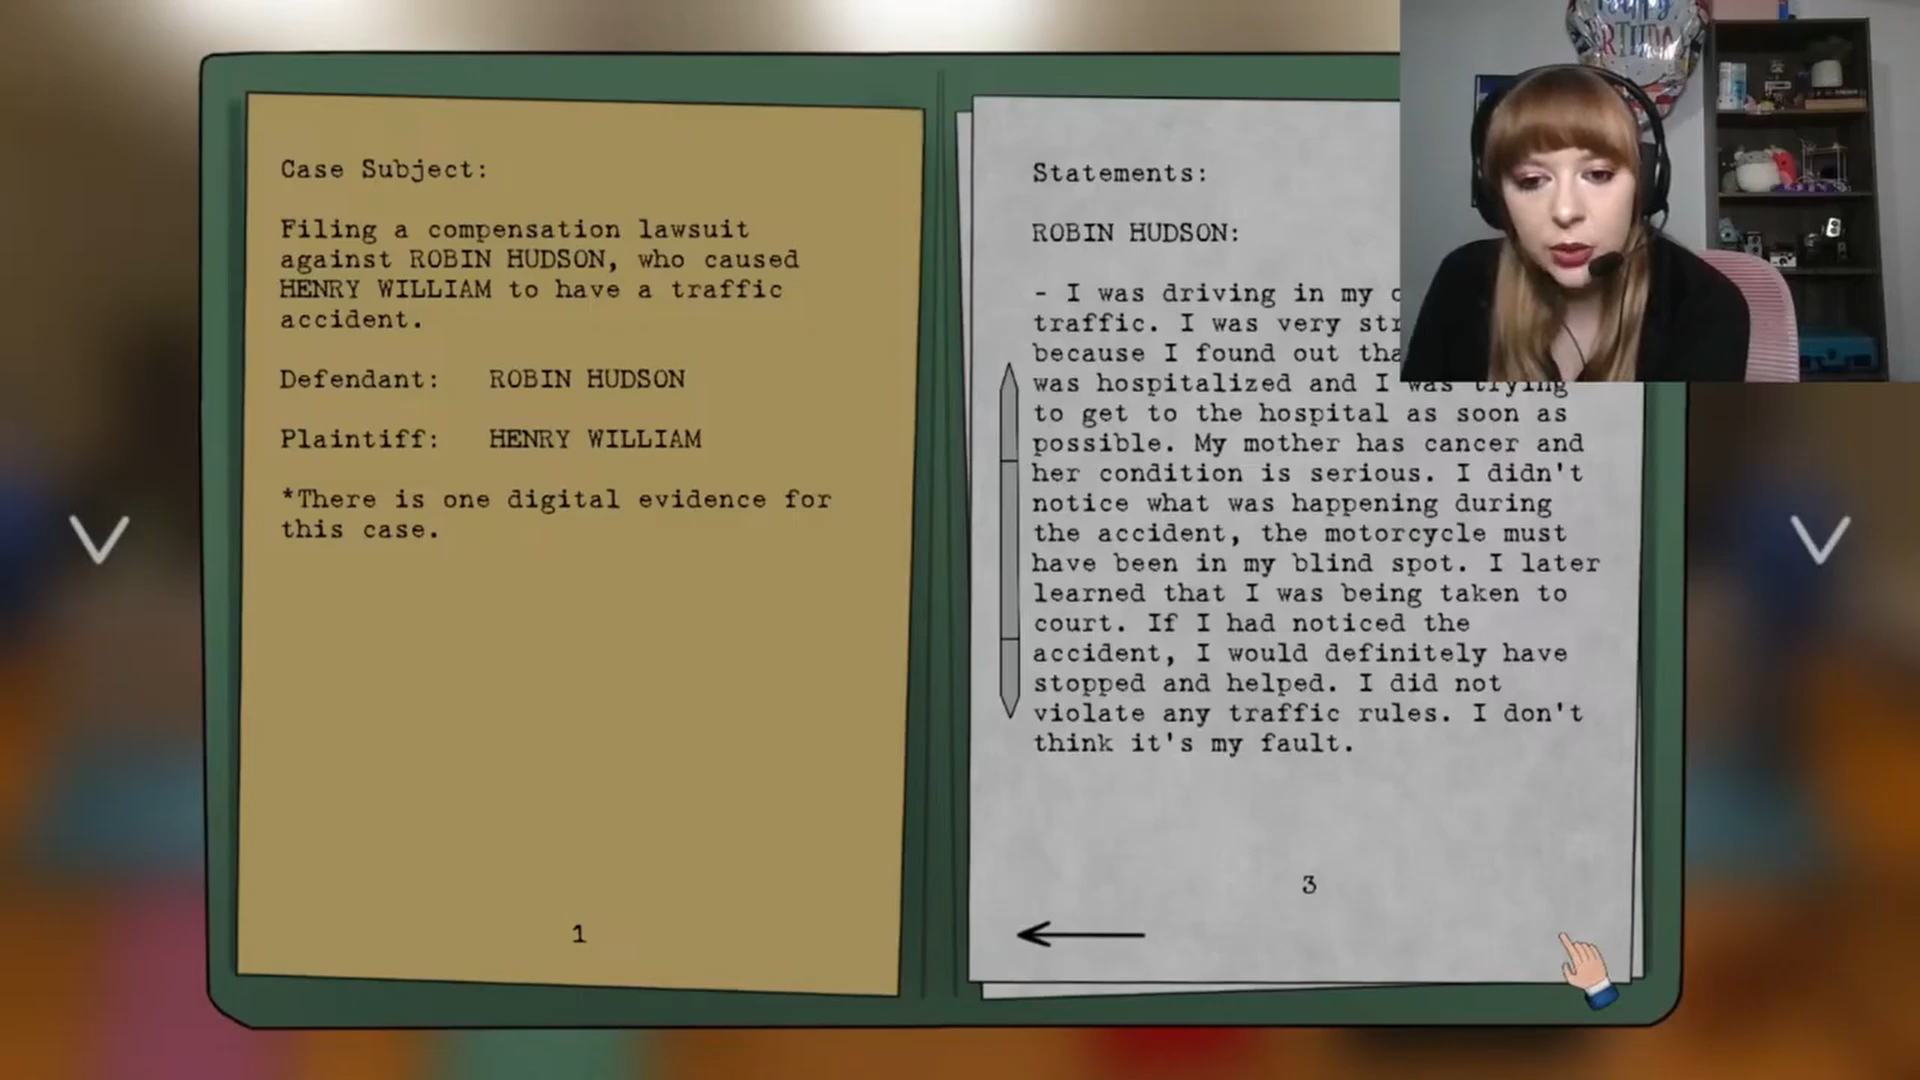 Case Subject:
Filing a compensation lawsuit
against ROBIN HUDSON, who caused
HENRY WILLIAM to have a traffic
accident.
Defendant: ROBIN HUDSON
Plaintiff: HENRY WILLIAM
*There is one digital evidence for
this case.
1
Statements:
ROBIN HUDSON:
- I was driving in my
traffic. I was very
because I found out
was hospitalized and I was trying
to get to the hospital as soon as
possible. My mother has cancer and
her condition is serious. I didn't
notice what was happening during
the accident, the motorcycle must
have been in my blind spot. I later
learned that I was being taken to
court. If I had noticed the
accident, I would definitely have
stopped and helped. I did not
violate any traffic rules. I don't
think it's my fault.
3